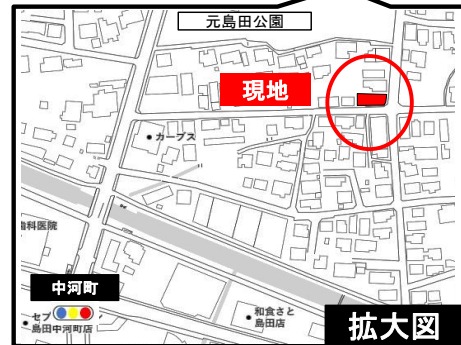 元島田公園
現地
カーブス
歯科医院
中河町
セブ
島田中河町店
和食さと
島田店
拡大図